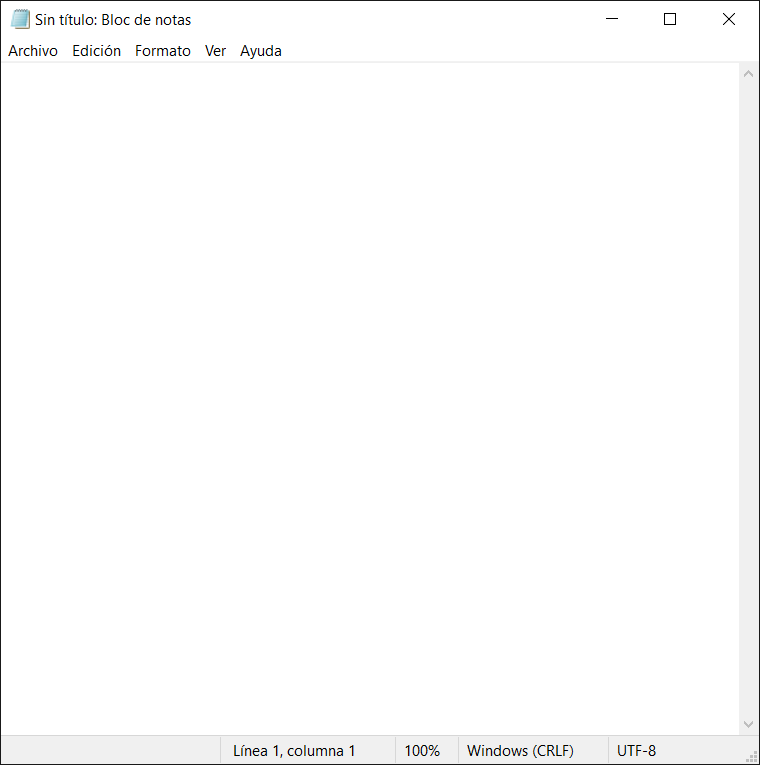 Sin título: Bloc de notas
Archivo Edición Formato Ver Ayuda
Línea 1, columna 1 100% Windows (CRLF) UTF-8